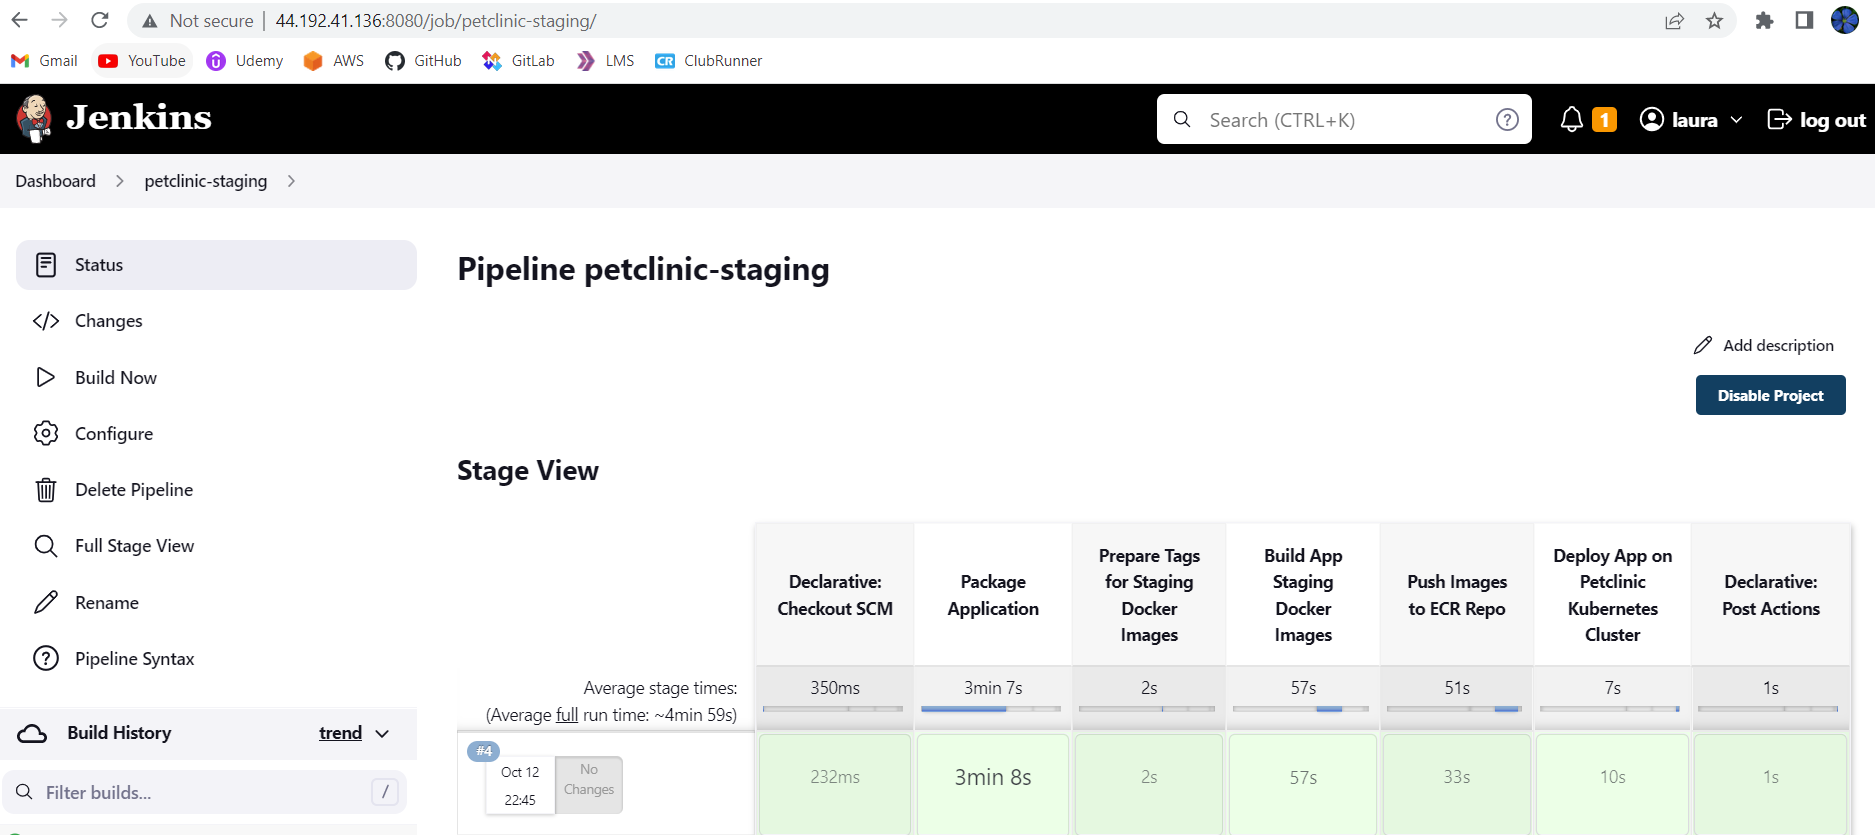 Not secure | 44.192.41.136:8080/job/petclinic-staging/
Gmail YouTube Udemy AWS GitHub GitLab CR LMS ClubRunner
Jenkins
Search (CTRL+K) ?
1
laura
log out
Dashboard > petclinic-staging >
Status
Changes
Build Now
Configure
Delete Pipeline
Full Stage View
Rename
Pipeline Syntax
Build History trend
Filter builds... /
Pipeline petclinic-staging
Add description
Disable Project
Stage View
Declarative:
Checkout SCM
Package
Application
Prepare Tags
for Staging
Docker
Images
Build App
Staging
Docker
Images
Push Images
to ECR Repo
Deploy App on
Petclinic
Kubernetes
Cluster
Declarative:
Post Actions
Average stage times:
(Average full run time: ~4min 59s)
350ms 3min 7s 2s 57s 51s 7s 1s
#4
Oct 12
22:45
No
Changes
232ms 3min 8s 2s 57s 33s 10s 1s